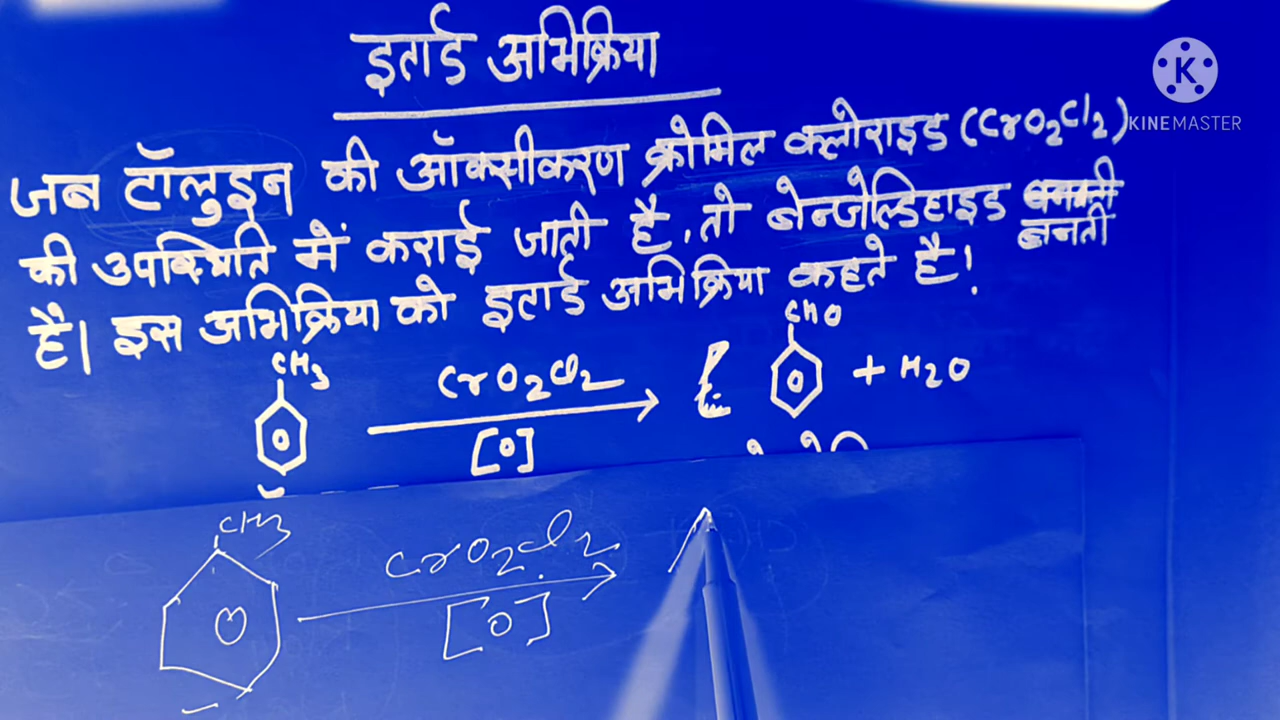 इतार्ड अभिक्रिया
KINEMASTER
जब टॉलुइन की ऑक्सीकरण क्रोमिल क्लोराइड (CrO2Cl2)
की उपस्थिति में कराई जाती है, तो बेन्जेल्डिहाइड बनती
है। इस अभिक्रिया को इटार्ड अभिक्रिया कहते है!
CH3
CrO2Cl2
[O]
CHO
+ H2O
CH3
CrO2Cl2
[O]